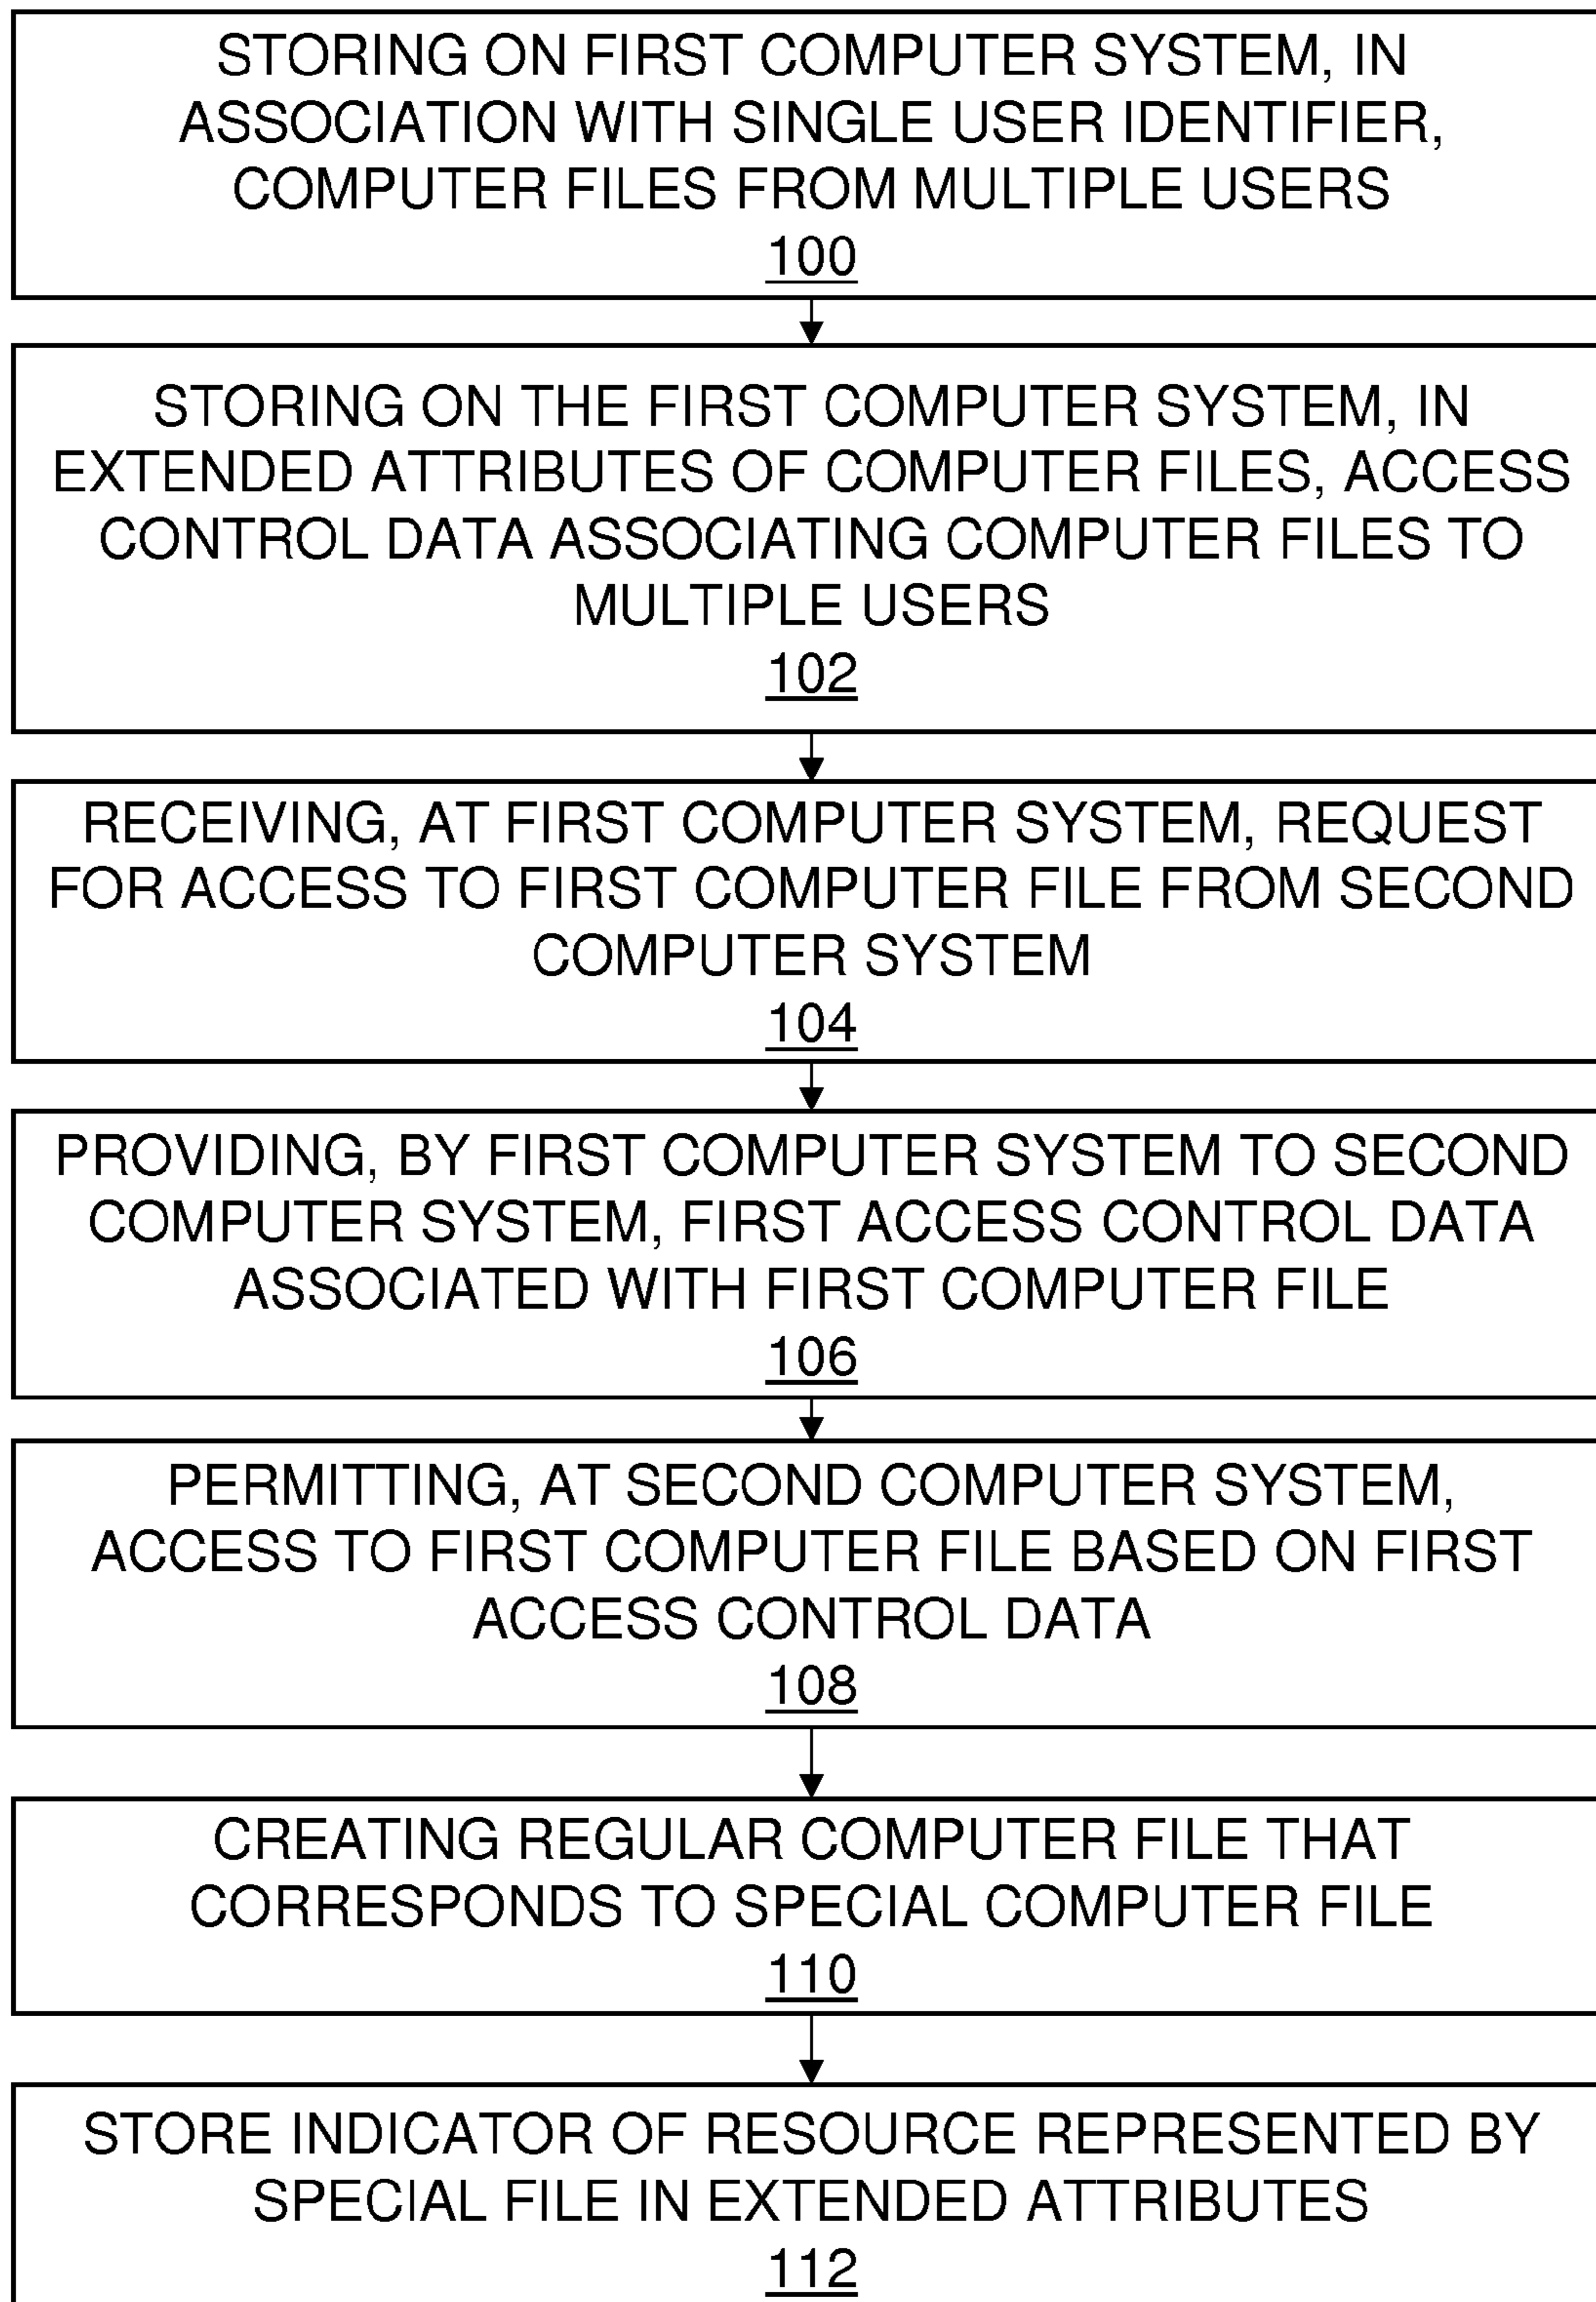 STORING ON FIRST COMPUTER SYSTEM, IN
ASSOCIATION WITH SINGLE USER IDENTIFIER,
COMPUTER FILES FROM MULTIPLE USERS
100
STORING ON THE FIRST COMPUTER SYSTEM, IN
EXTENDED ATTRIBUTES OF COMPUTER FILES, ACCESS
CONTROL DATA ASSOCIATING COMPUTER FILES TO
MULTIPLE USERS
102
RECEIVING, AT FIRST COMPUTER SYSTEM, REQUEST
FOR ACCESS TO FIRST COMPUTER FILE FROM SECOND
COMPUTER SYSTEM
104
PROVIDING, BY FIRST COMPUTER SYSTEM TO SECOND
COMPUTER SYSTEM, FIRST ACCESS CONTROL DATA
ASSOCIATED WITH FIRST COMPUTER FILE
106
PERMITTING, AT SECOND COMPUTER SYSTEM,
ACCESS TO FIRST COMPUTER FILE BASED ON FIRST
ACCESS CONTROL DATA
108
CREATING REGULAR COMPUTER FILE THAT
CORRESPONDS TO SPECIAL COMPUTER FILE
110
STORE INDICATOR OF RESOURCE REPRESENTED BY
SPECIAL FILE IN EXTENDED ATTRIBUTES
112